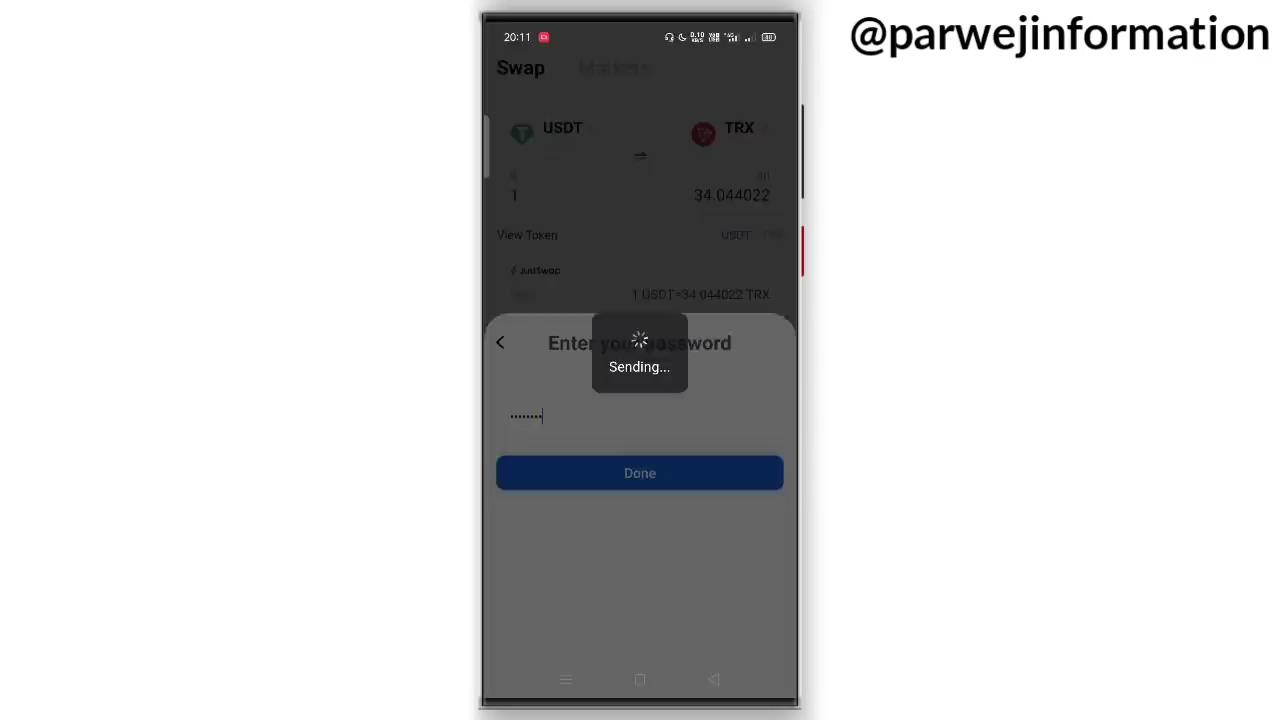 @parwejinformation
20:11
Swap Markets
USDT TRX
1 34.044022
View Token USDT
JustSwap
1 USDT≈34.044022 TRX
Enter your password
Sending...
••••••••
Done